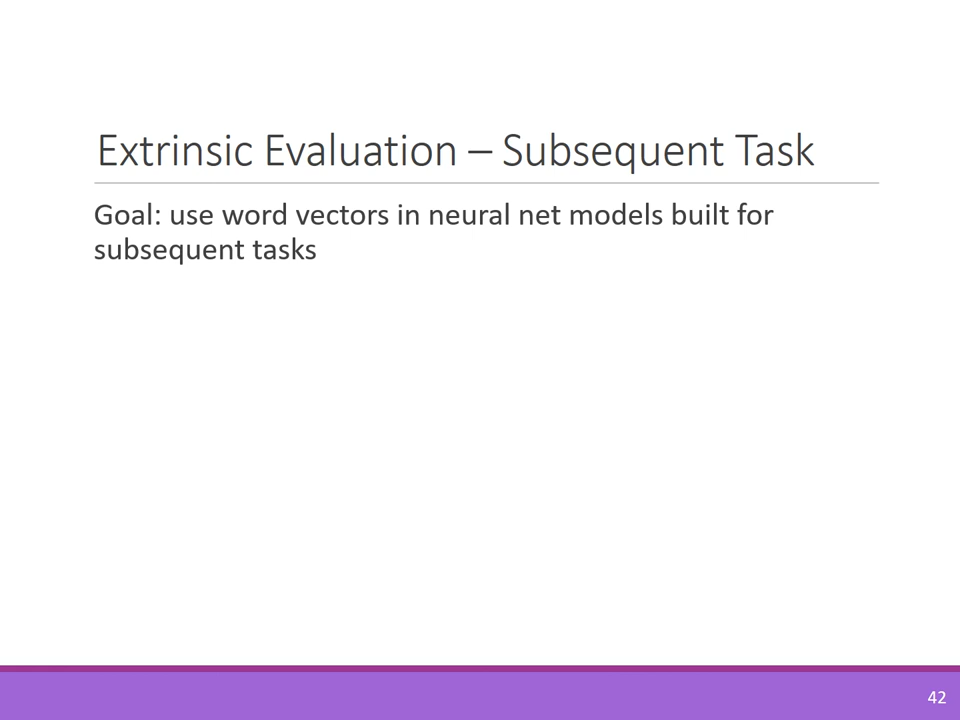 Extrinsic Evaluation – Subsequent Task
Goal: use word vectors in neural net models built for
subsequent tasks
42